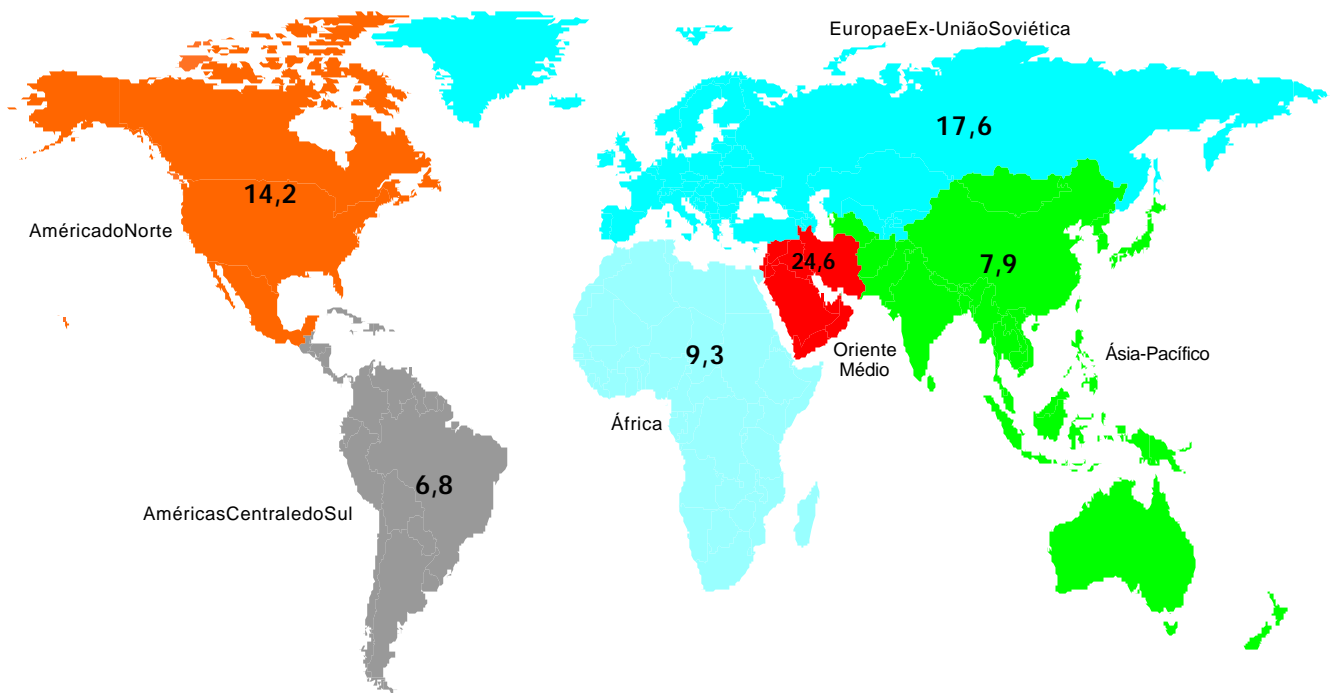 EuropaeEx-UniãoSoviética
17,6
14,2
AméricadoNorte
24,6
7,9
9,3
Oriente
Médio
Ásia-Pacífico
África
6,8
AméricasCentraledoSul